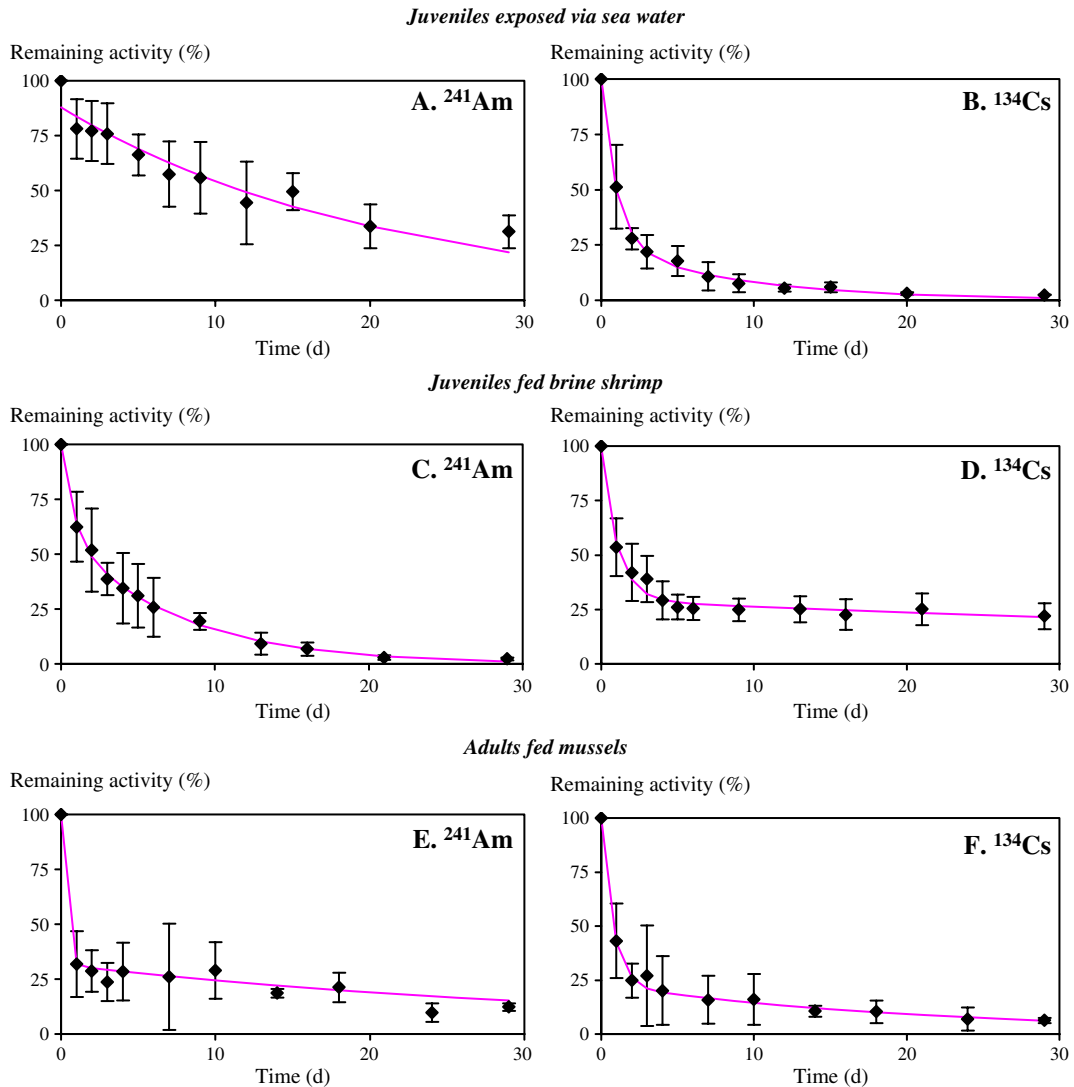 Juveniles exposed via sea water
Remaining activity (%)
A. ²⁴¹Am
100
75
50
25
0
0 10 20 30
Time (d)
Remaining activity (%)
B. ¹³⁴Cs
100
75
50
25
0
0 10 20 30
Time (d)
Juveniles fed brine shrimp
Remaining activity (%)
C. ²⁴¹Am
100
75
50
25
0
0 10 20 30
Time (d)
Remaining activity (%)
D. ¹³⁴Cs
100
75
50
25
0
0 10 20 30
Time (d)
Adults fed mussels
Remaining activity (%)
E. ²⁴¹Am
100
75
50
25
0
0 10 20 30
Time (d)
Remaining activity (%)
F. ¹³⁴Cs
100
75
50
25
0
0 10 20 30
Time (d)